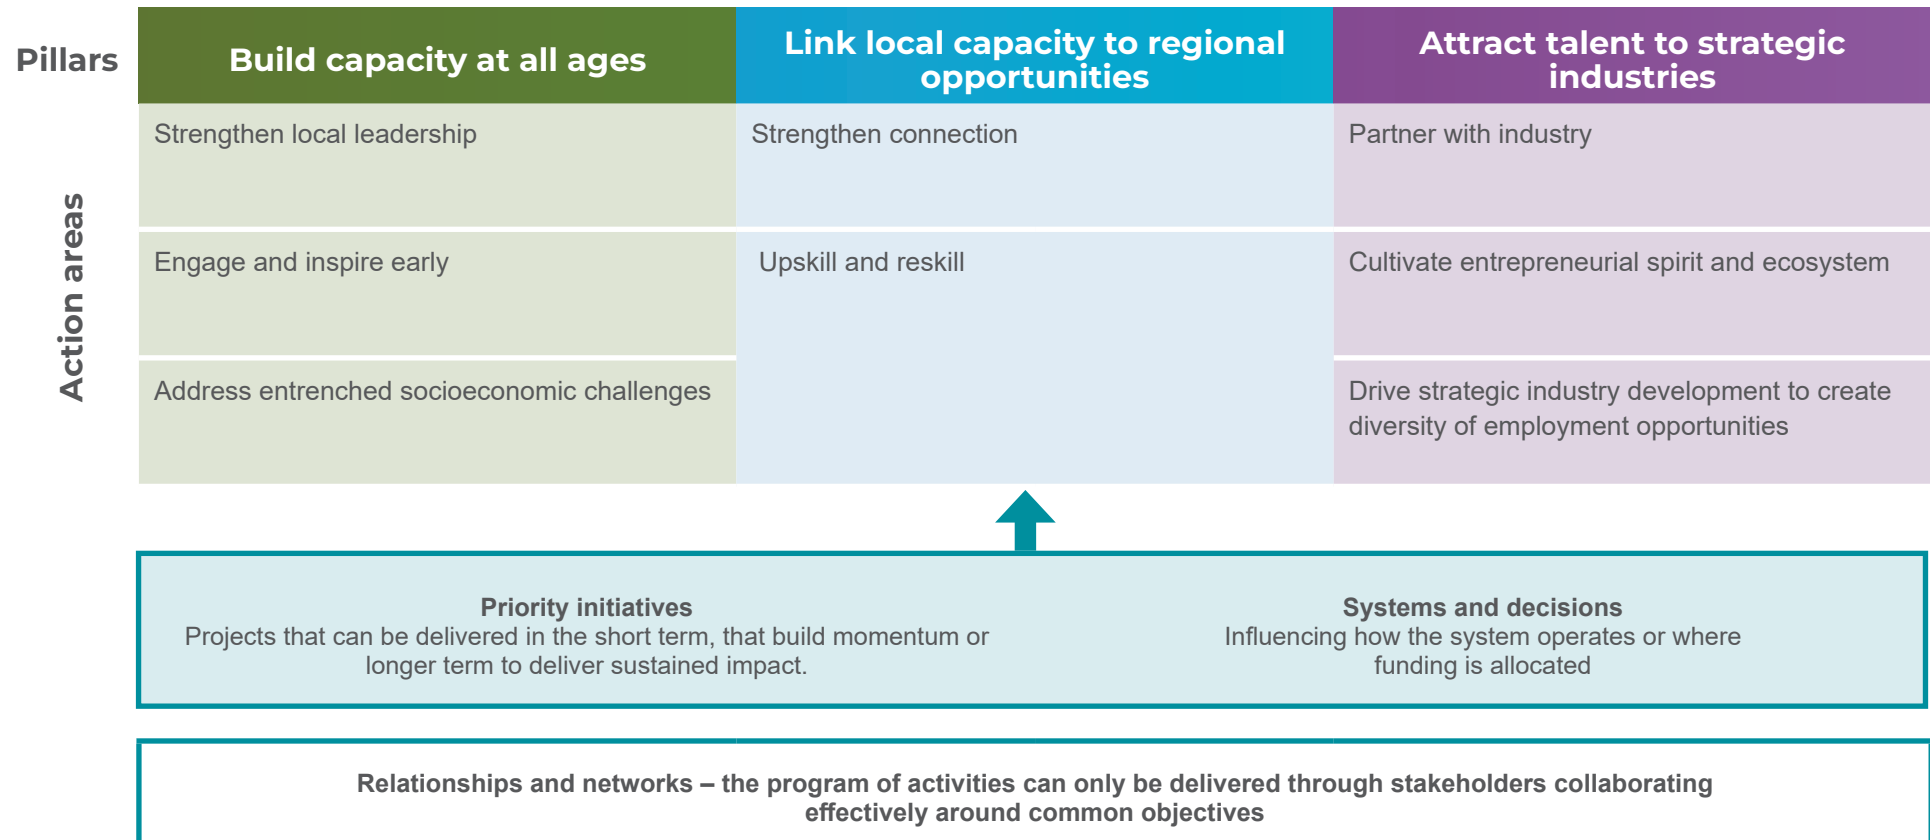 Pillars
Build capacity at all ages
Link local capacity to regional
opportunities
Attract talent to strategic
industries
Action areas
Strengthen local leadership
Strengthen connection
Partner with industry
Engage and inspire early
Upskill and reskill
Cultivate entrepreneurial spirit and ecosystem
Address entrenched socioeconomic challenges
Drive strategic industry development to create
diversity of employment opportunities
Priority initiatives
Projects that can be delivered in the short term, that build momentum or
longer term to deliver sustained impact.
Systems and decisions
Influencing how the system operates or where
funding is allocated
Relationships and networks – the program of activities can only be delivered through stakeholders collaborating
effectively around common objectives